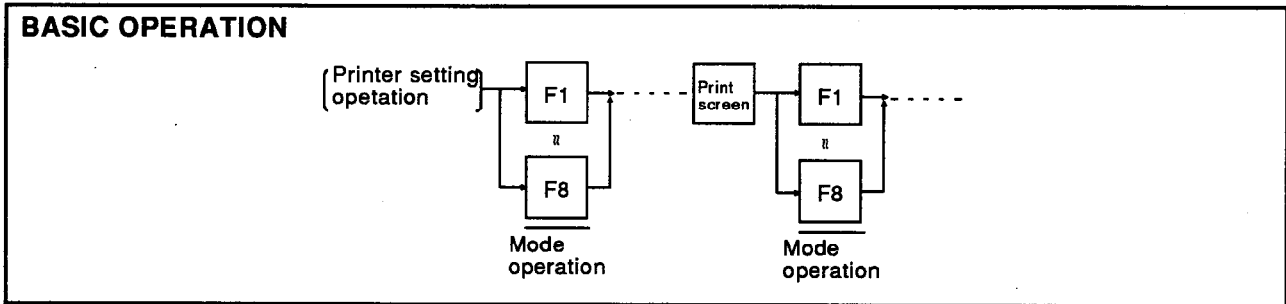 BASIC OPERATION
Printer setting
opetation
F1
≈
F8
Mode
operation
Print
screen
F1
≈
F8
Mode
operation